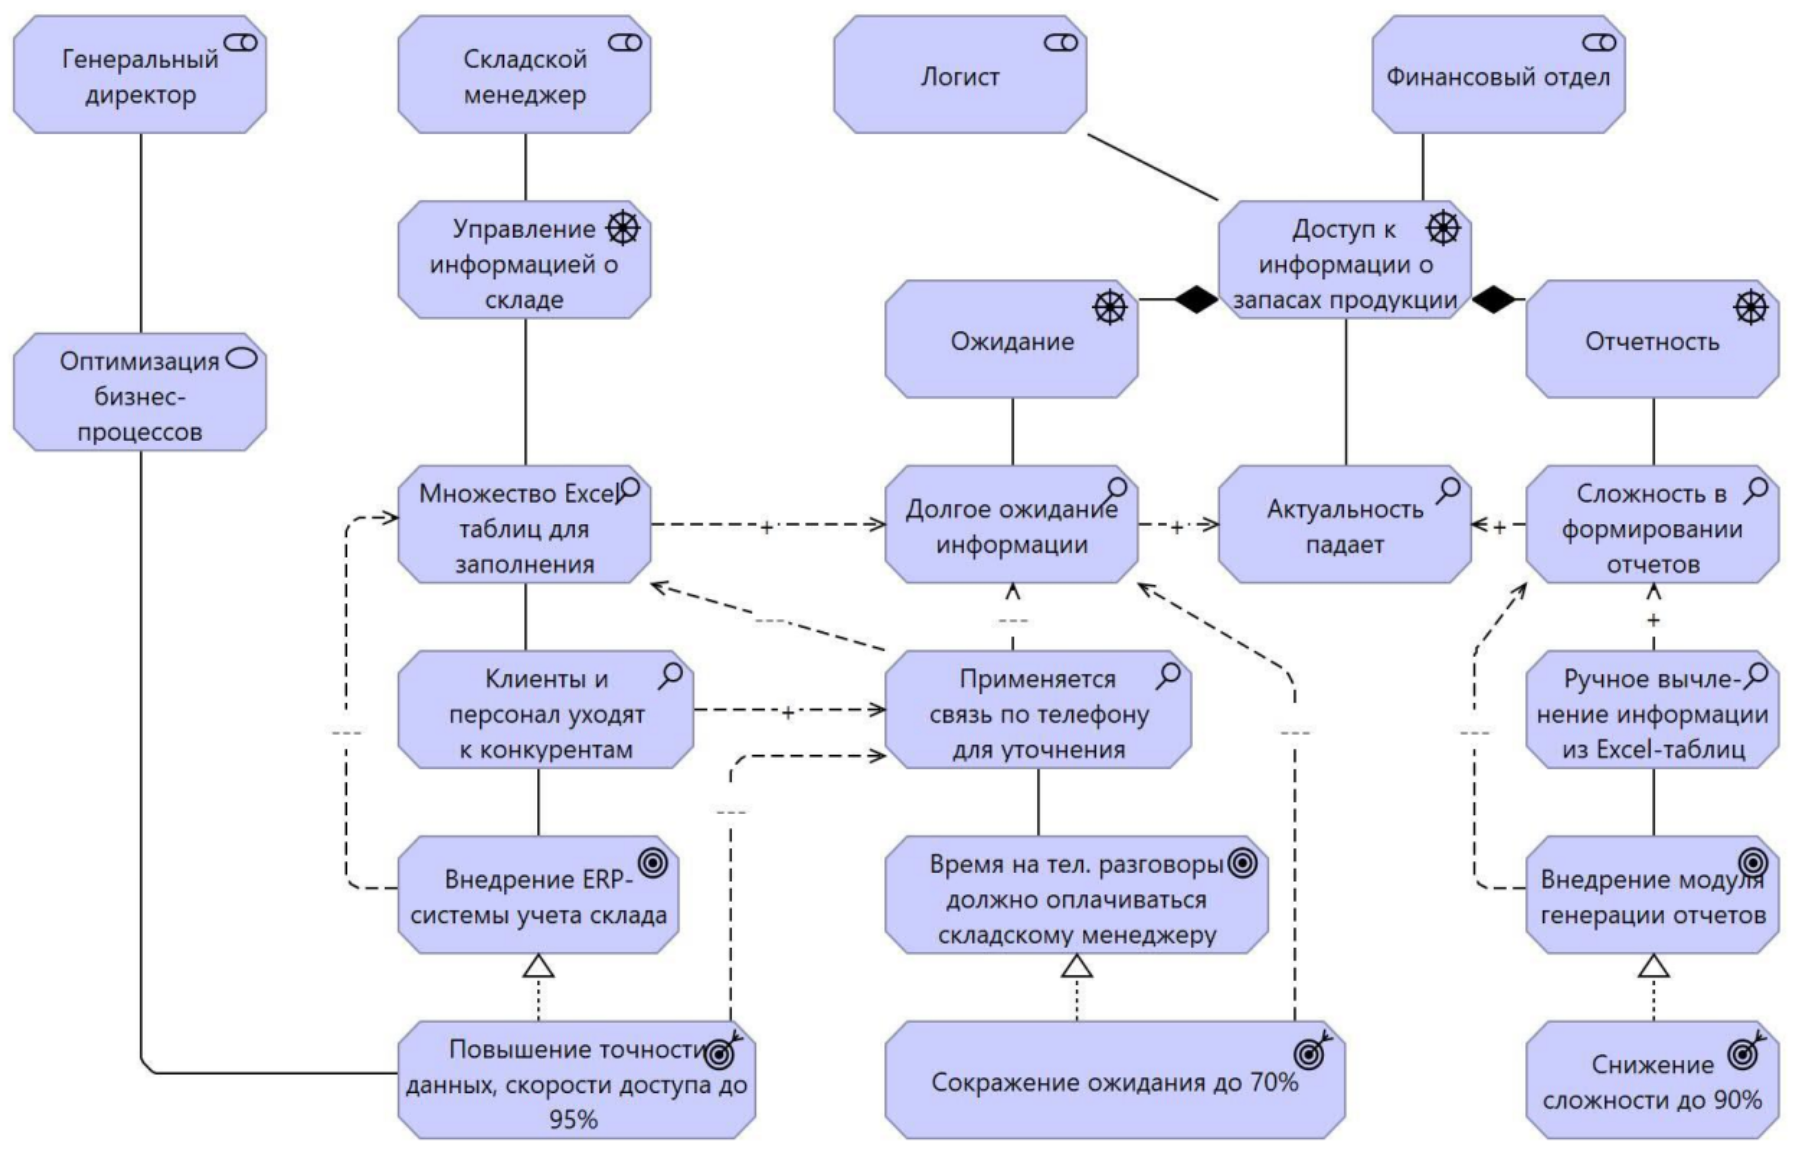 Генеральный
директор
Складской
менеджер
Логист
Финансовый отдел
Управление
информацией о
складе
Доступ к
информации о
запасах продукции
Оптимизация
бизнес-
процессов
Ожидание
Отчетность
Множество Excel
таблиц для
заполнения
+
Долгое ожидание
информации
+
Актуальность
падает
+
Сложность в
формировании
отчетов
----
---
+
Клиенты и
персонал уходят
к конкурентам
+
Применяется
связь по телефону
для уточнения
Ручное вычле-
нение информации
из Excel-таблиц
----
----
----
----
Внедрение ERP-
системы учета склада
Время на тел. разговоры
должно оплачиваться
складскому менеджеру
Внедрение модуля
генерации отчетов
Повышение точности
данных, скорости доступа до
95%
Сокражение ожидания до 70%
Снижение
сложности до 90%